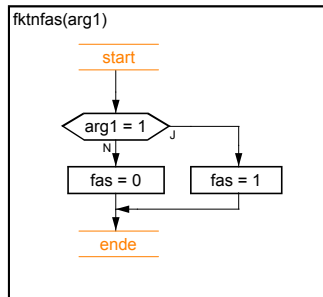 fktnfas(arg1)
start
arg1 = 1
N
J
fas = 0
fas = 1
ende